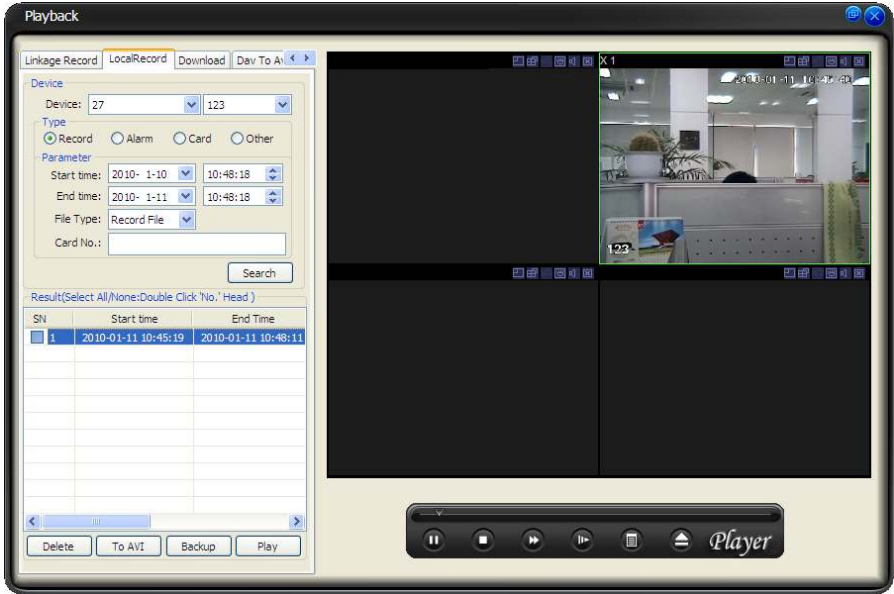 Playback
Linkage Record LocalRecord Download Dav To A
Device
Device: 27 123
Type
Record Alarm Card Other
Parameter
Start time: 2010- 1-10 10:48:18
End time: 2010- 1-11 10:48:18
File Type: Record File
Card No.:
Search
Result(Select All/None:Double Click 'No.' Head )
SN Start time End Time
1 2010-01-11 10:45:19 2010-01-11 10:48:11
Delete To AVI Backup Play
X 1
123
Player